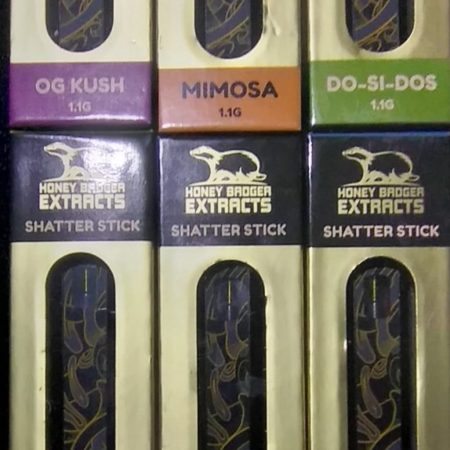 OG KUSH
1.1G
MIMOSA
1.1G
DO-SI-DOS
1.1G
HONEY BADGER
EXTRACTS
SHATTER STICK
HONEY BADGER
EXTRACTS
SHATTER STICK
HONEY BADGER
EXTRACTS
SHATTER STICK